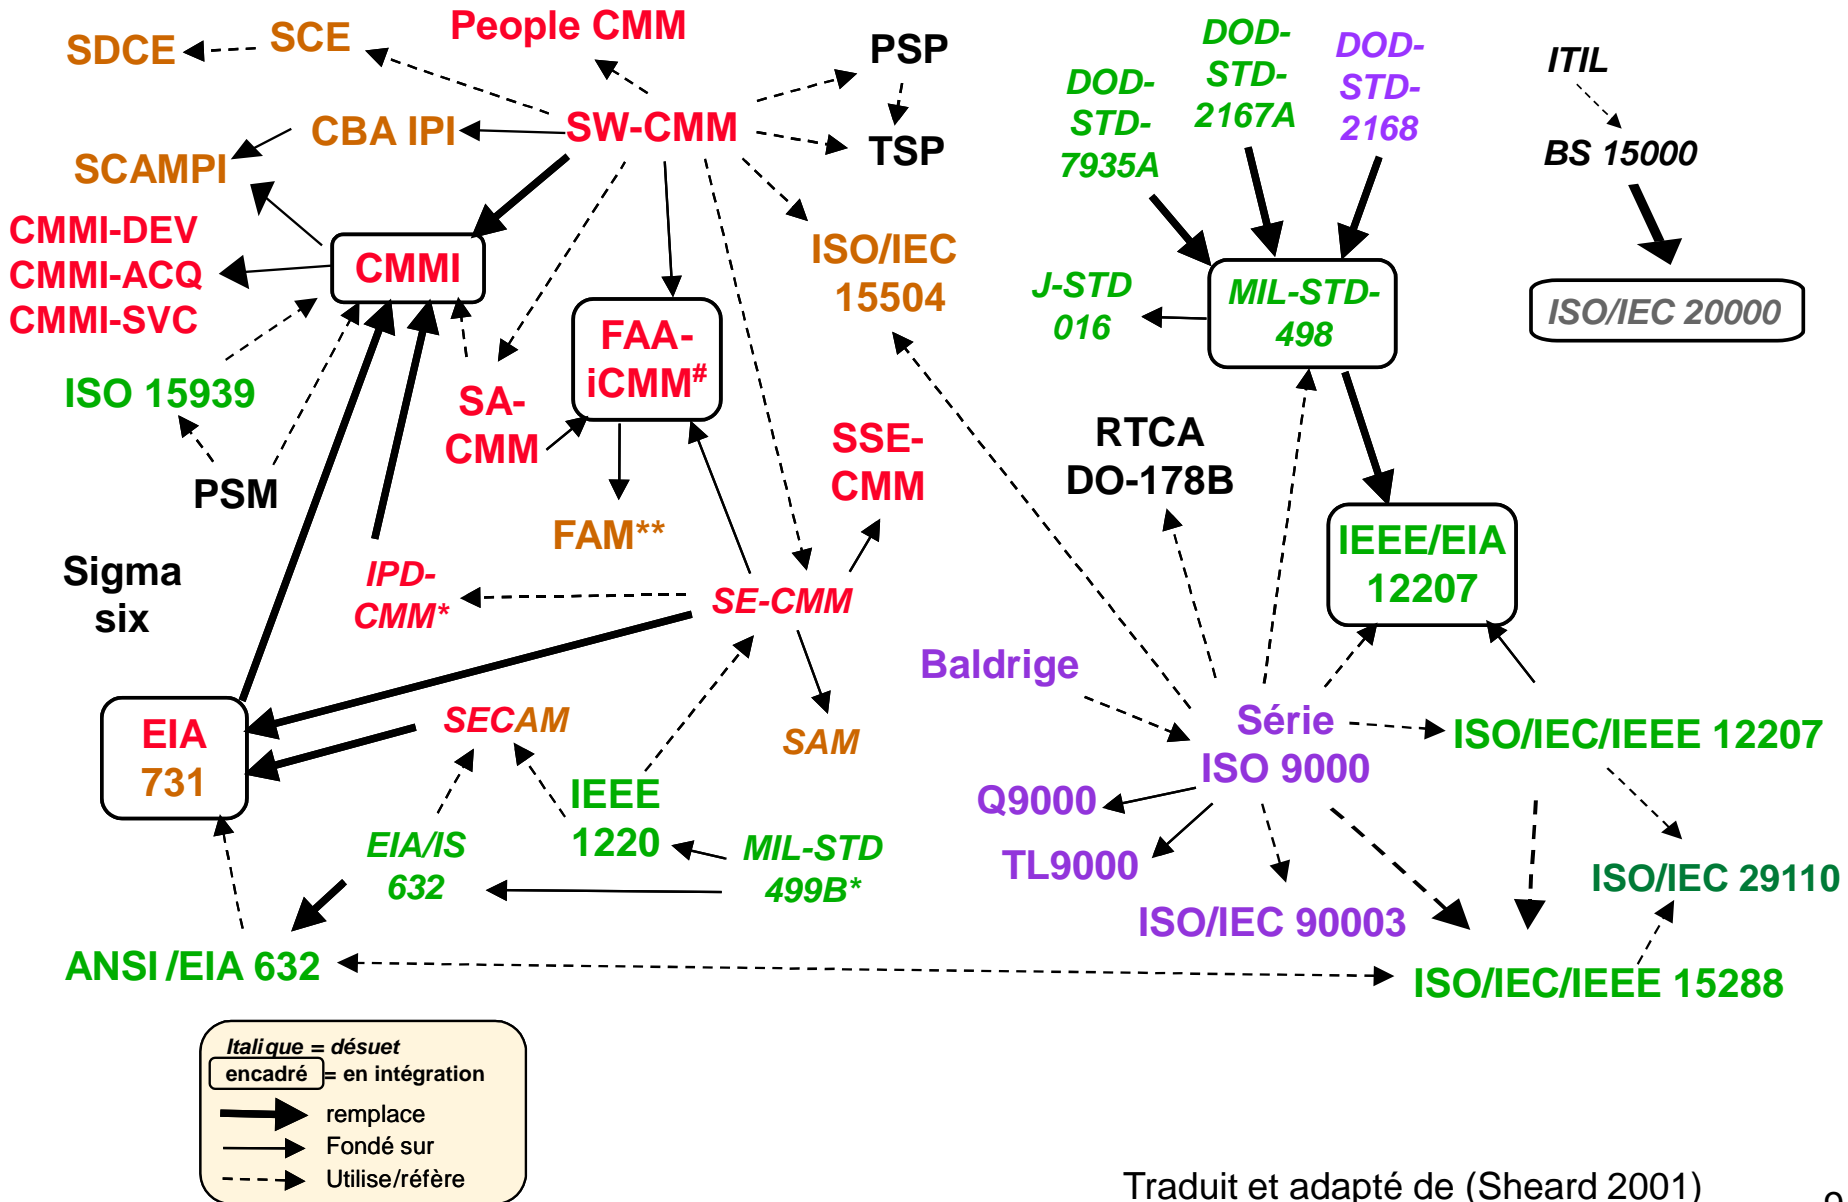 People CMM
SDCE
SCE
PSP
CBA IPI
SW-CMM
TSP
SCAMPI
CMMI-DEV
CMMI-ACQ
CMMI-SVC
CMMI
ISO/IEC
15504
FAA-
iCMM#
ISO 15939
SA-
CMM
PSM
SSE-
CMM
FAM**
Sigma
six
IPD-
CMM*
SE-CMM
EIA
731
SECAM
SAM
IEEE
1220
EIA/IS
632
MIL-STD
499B*
ANSI /EIA 632
DOD-
STD-
7935A
DOD-
STD-
2167A
DOD-
STD-
2168
ITIL
BS 15000
ISO/IEC 20000
J-STD
016
MIL-STD-
498
RTCA
DO-178B
IEEE/EIA
12207
Baldrige
Série
ISO 9000
ISO/IEC/IEEE 12207
Q9000
TL9000
ISO/IEC 90003
ISO/IEC 29110
ISO/IEC/IEEE 15288
Italique = désuet
encadré = en intégration
remplace
Fondé sur
Utilise/réfère
Traduit et adapté de (Sheard 2001)